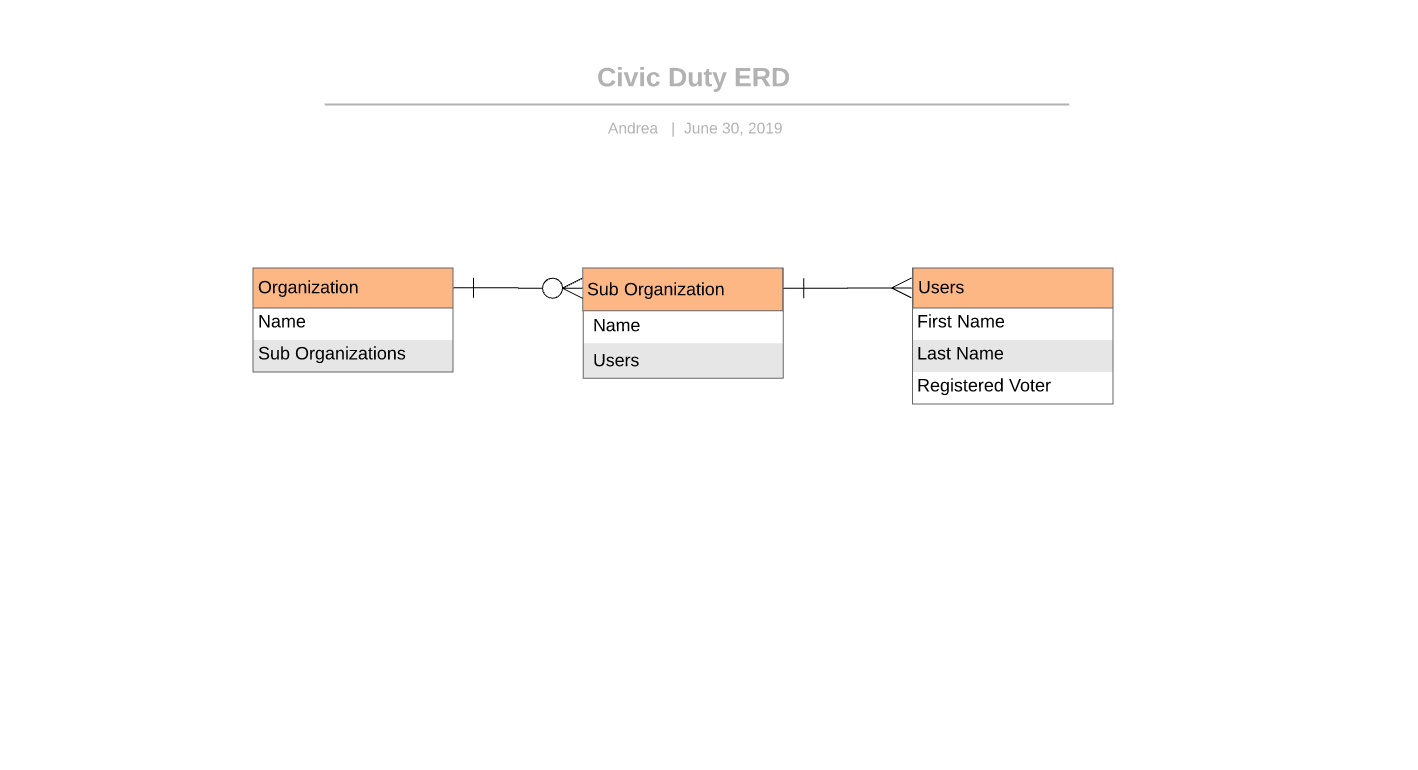 Civic Duty ERD
Andrea | June 30, 2019
Organization
Name
Sub Organizations
Sub Organization
Name
Users
Users
First Name
Last Name
Registered Voter